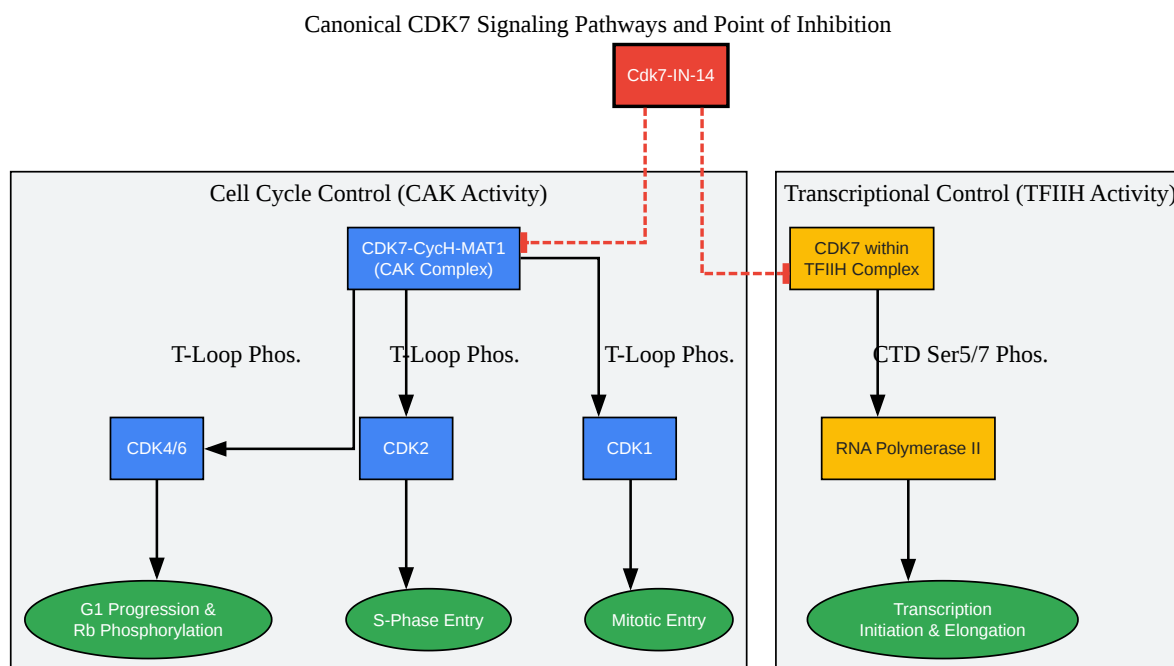 Canonical CDK7 Signaling Pathways and Point of Inhibition
Cdk7-IN-14
Cell Cycle Control (CAK Activity)
Transcriptional Control (TFIIH Activity)
CDK7-CycH-MAT1
(CAK Complex)
CDK7 within
TFIIH Complex
T-Loop Phos.
T-Loop Phos.
T-Loop Phos.
CTD Ser5/7 Phos.
CDK4/6
CDK2
CDK1
RNA Polymerase II
G1 Progression &
Rb Phosphorylation
S-Phase Entry
Mitotic Entry
Transcription
Initiation & Elongation